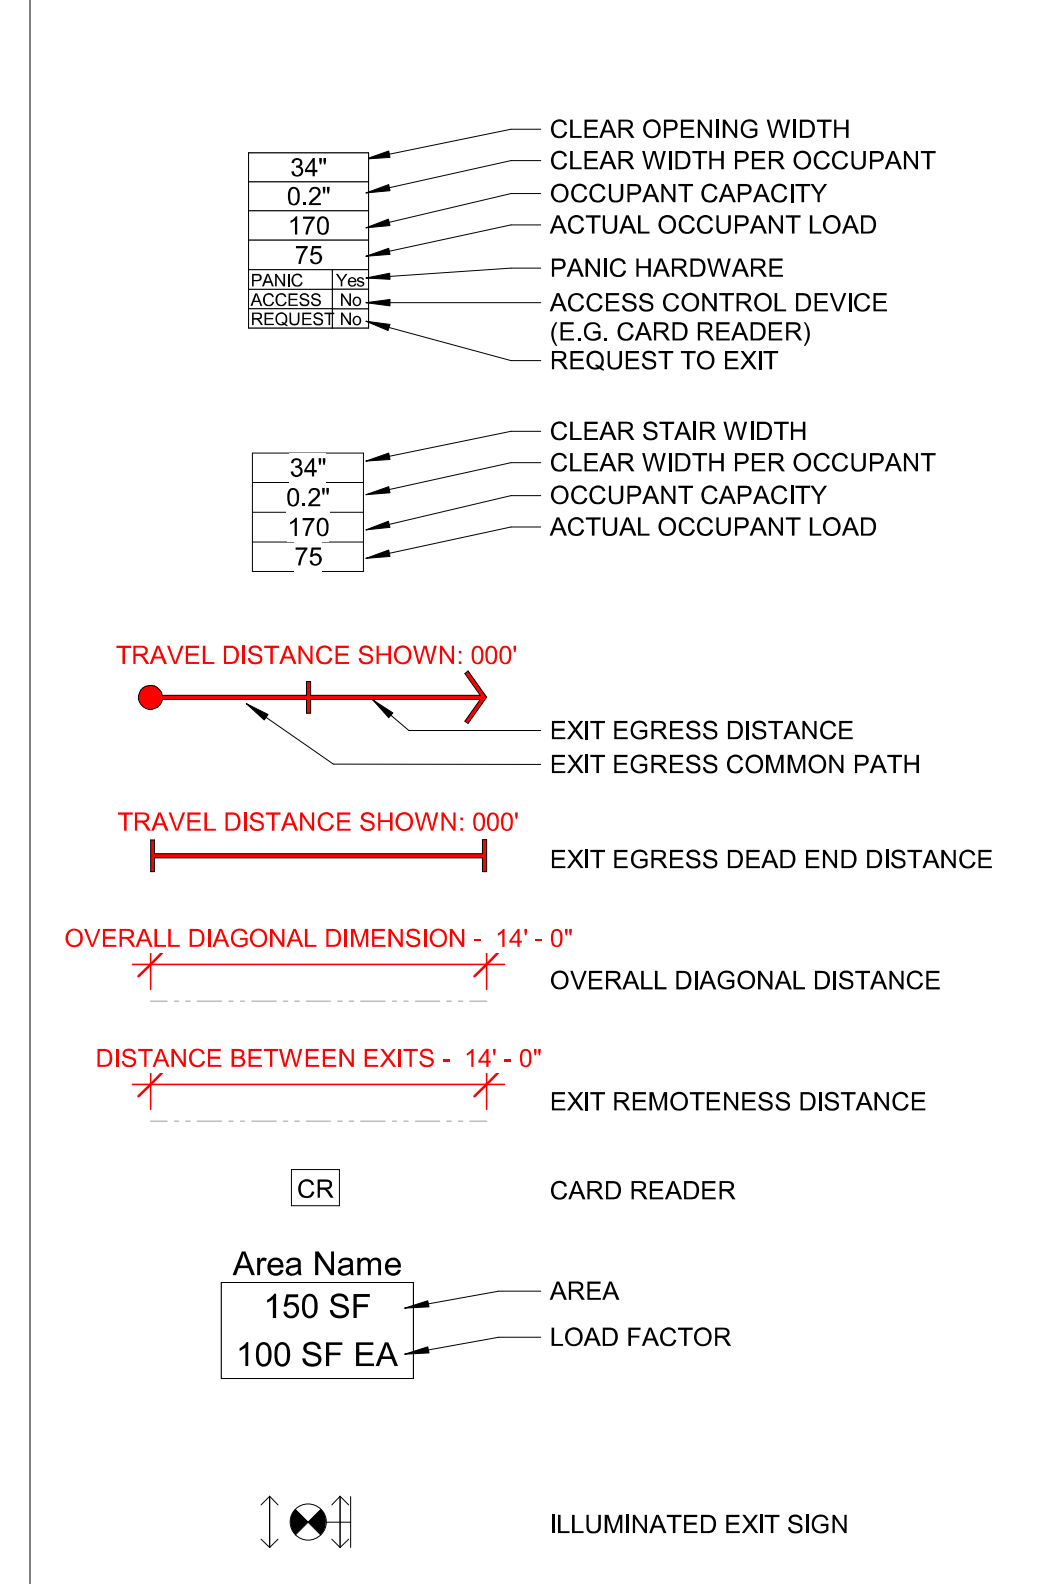 CLEAR OPENING WIDTH
34"
CLEAR WIDTH PER OCCUPANT
0.2"
OCCUPANT CAPACITY
170
ACTUAL OCCUPANT LOAD
75
PANIC Yes
PANIC HARDWARE
ACCESS No
ACCESS CONTROL DEVICE
(E.G. CARD READER)
REQUEST No
REQUEST TO EXIT
CLEAR STAIR WIDTH
34"
CLEAR WIDTH PER OCCUPANT
0.2"
OCCUPANT CAPACITY
170
ACTUAL OCCUPANT LOAD
75
TRAVEL DISTANCE SHOWN: 000'
EXIT EGRESS DISTANCE
EXIT EGRESS COMMON PATH
TRAVEL DISTANCE SHOWN: 000'
EXIT EGRESS DEAD END DISTANCE
OVERALL DIAGONAL DIMENSION - 14' - 0"
OVERALL DIAGONAL DISTANCE
DISTANCE BETWEEN EXITS - 14' - 0"
EXIT REMOTENESS DISTANCE
CR
CARD READER
Area Name
150 SF
AREA
100 SF EA
LOAD FACTOR
ILLUMINATED EXIT SIGN